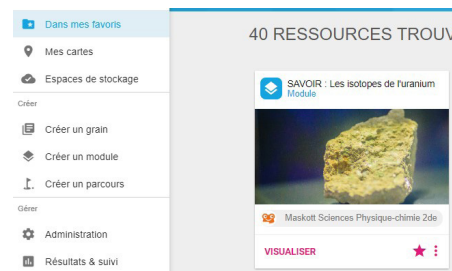 Dans mes favoris
Mes cartes
Espaces de stockage
Créer
Créer un grain
Créer un module
Créer un parcours
Gérer
Administration
Résultats & suivi
40 RESSOURCES TROUV
SAVOIR : Les isotopes de l'uranium
Module
Maskott Sciences Physique-chimie 2de
VISUALISER